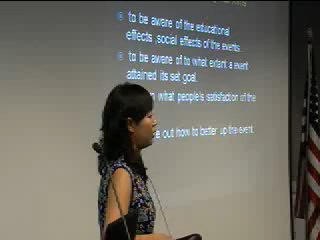 to be aware of the educational
effects ,social effects of the events.
to be aware of to what extent a event
attained its set goal.
what people's satisfaction of the
out how to better up the event.